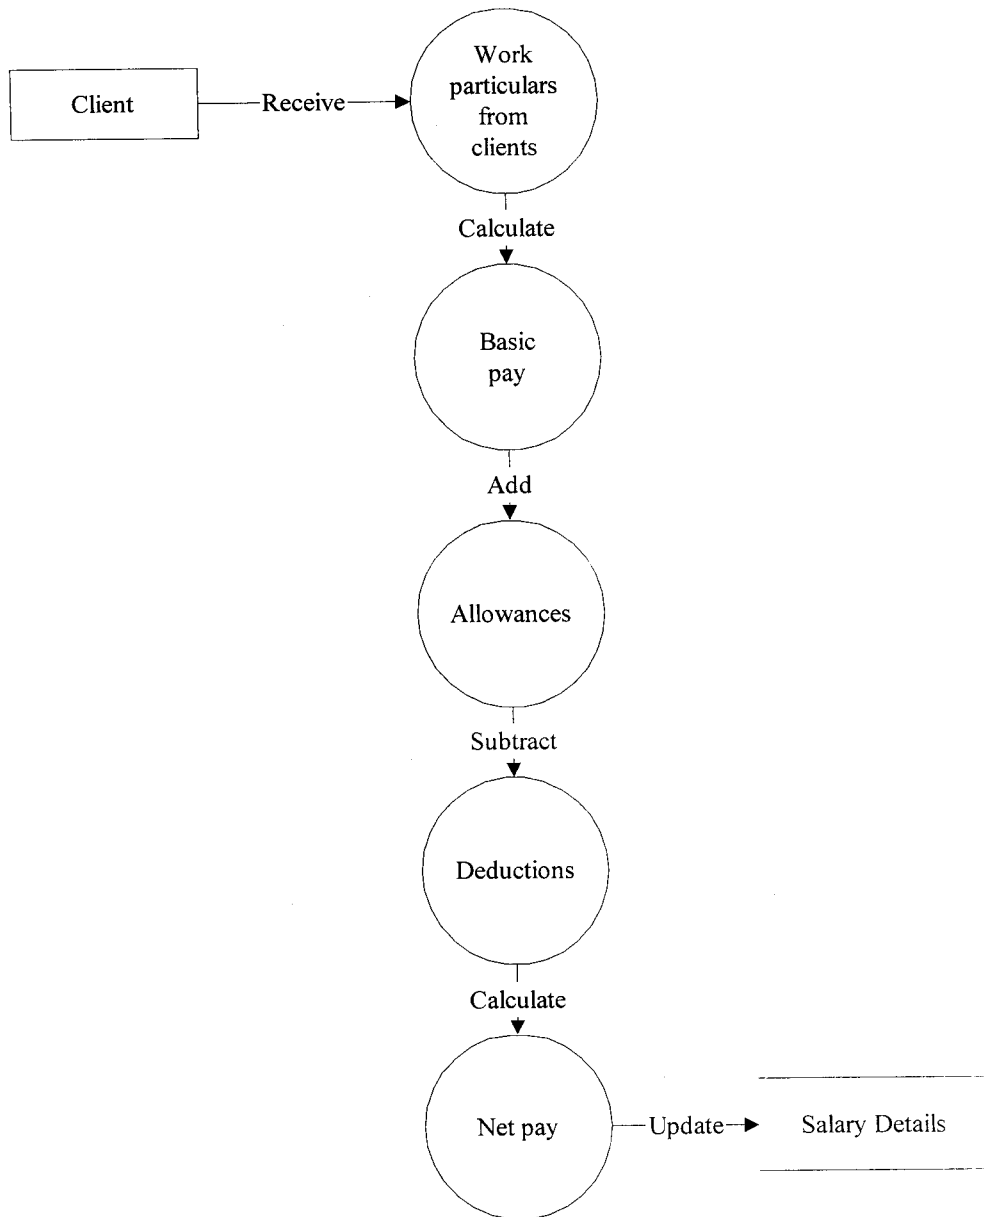 Client
Receive
Work
particulars
from
clients
Calculate
Basic
pay
Add
Allowances
Subtract
Deductions
Calculate
Net pay
Update
Salary Details